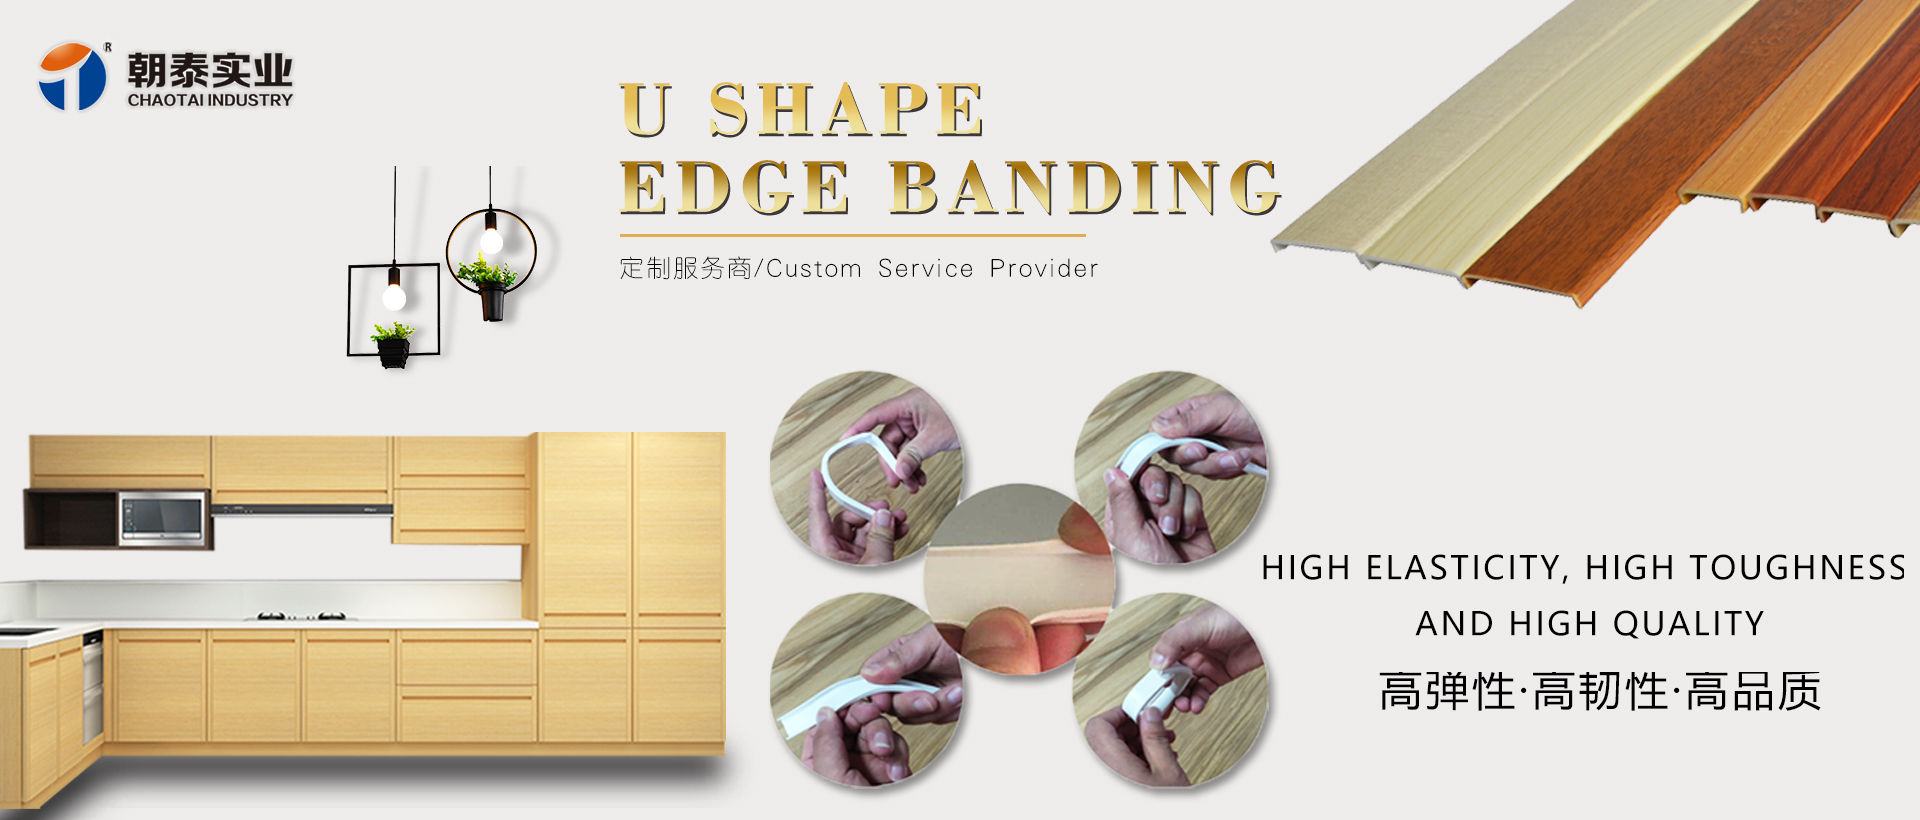 ®
朝泰实业
CHAOTAI INDUSTRY
U SHAPE
EDGE BANDING
定制服务商/Custom Service Provider
HIGH ELASTICITY, HIGH TOUGHNESS
AND HIGH QUALITY
高弹性·高韧性·高品质